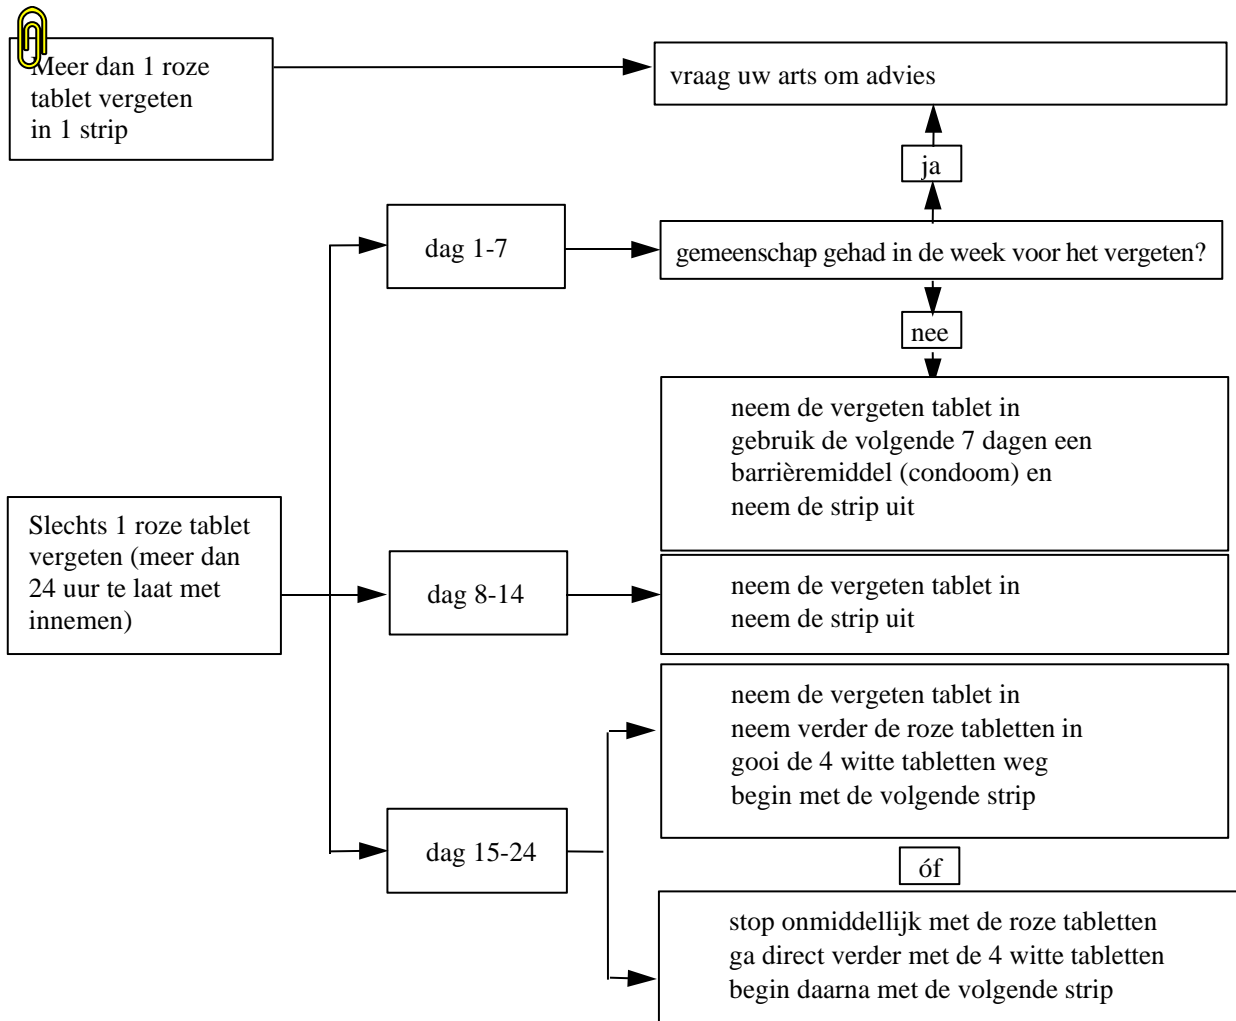 Meer dan 1 roze
tablet vergeten
in 1 strip
vraag uw arts om advies
ja
dag 1-7
gemeenschap gehad in de week voor het vergeten?
nee
neem de vergeten tablet in
gebruik de volgende 7 dagen een
barrièremiddel (condoom) en
neem de strip uit
Slechts 1 roze tablet
vergeten (meer dan
24 uur te laat met
innemen)
dag 8-14
neem de vergeten tablet in
neem de strip uit
dag 15-24
neem de vergeten tablet in
neem verder de roze tabletten in
gooi de 4 witte tabletten weg
begin met de volgende strip
óf
stop onmiddellijk met de roze tabletten
ga direct verder met de 4 witte tabletten
begin daarna met de volgende strip